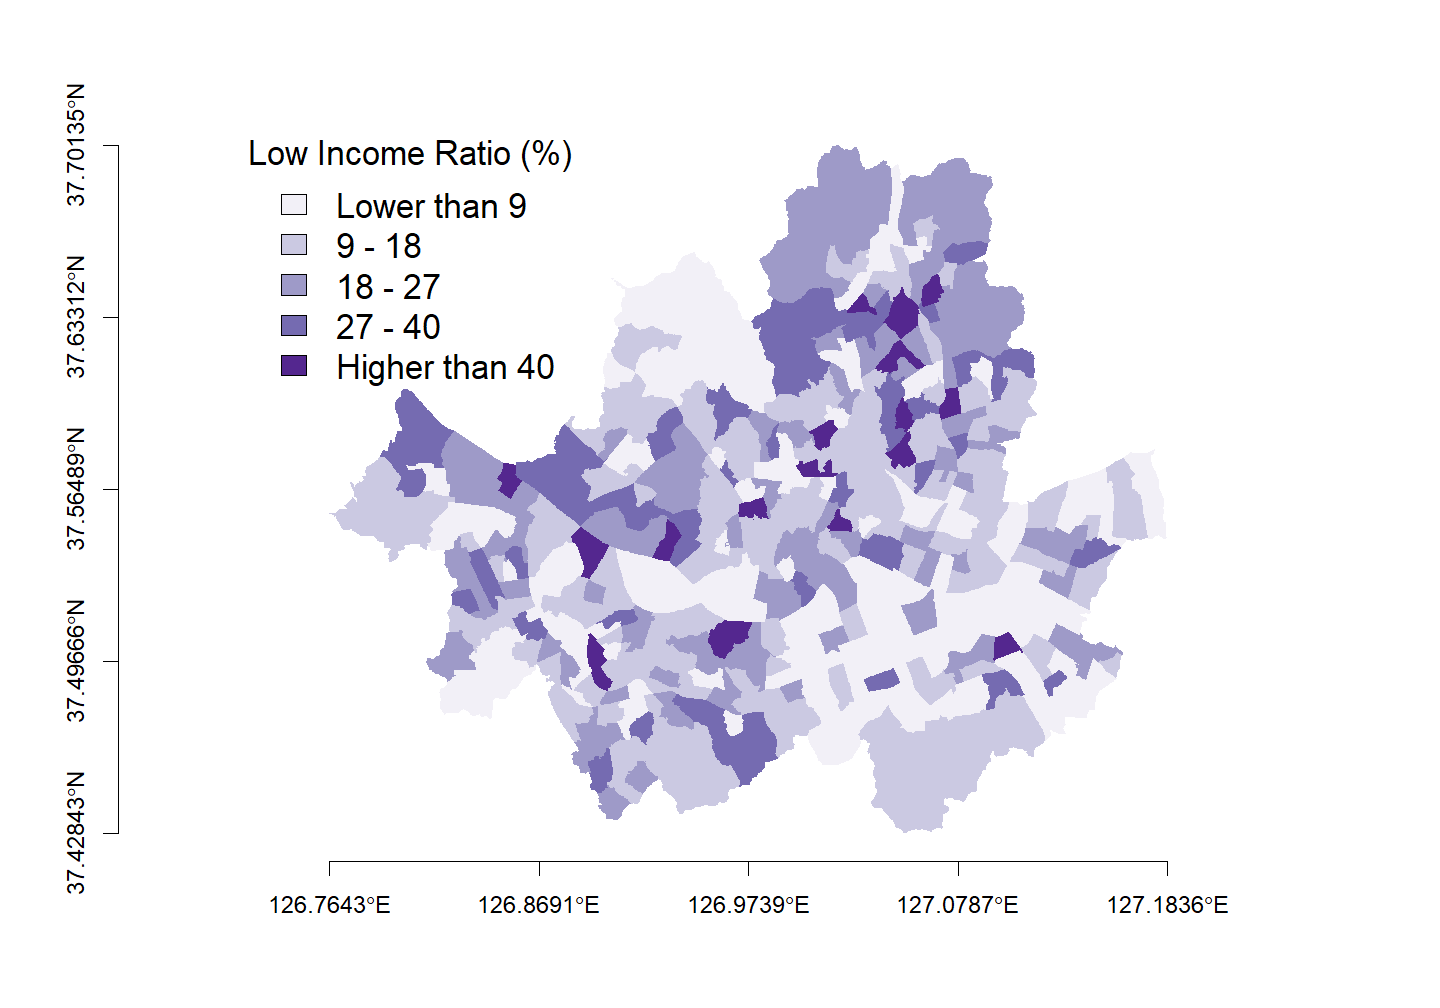 Low Income Ratio (%)
Lower than 9
9 - 18
18 - 27
27 - 40
Higher than 40
37.70135°N
37.63312°N
37.56489°N
37.49666°N
37.42843°N
126.7643°E
126.8691°E
126.9739°E
127.0787°E
127.1836°E